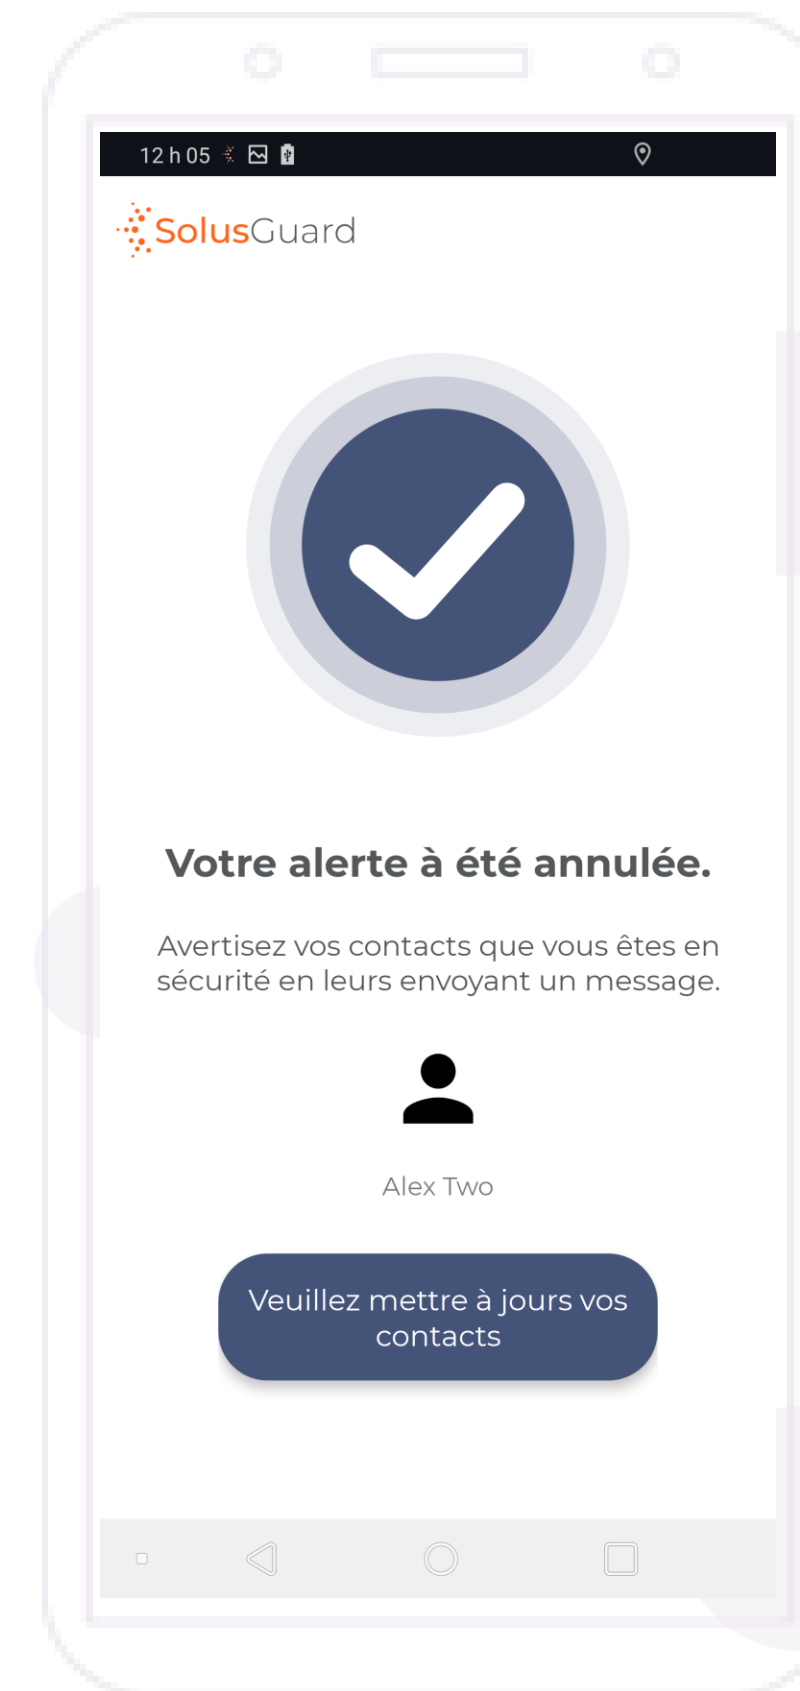 12 h 05
SolusGuard
Votre alerte à été annulée.
Avertisez vos contacts que vous êtes en
sécurité en leurs envoyant un message.
Alex Two
Veuillez mettre à jours vos
contacts